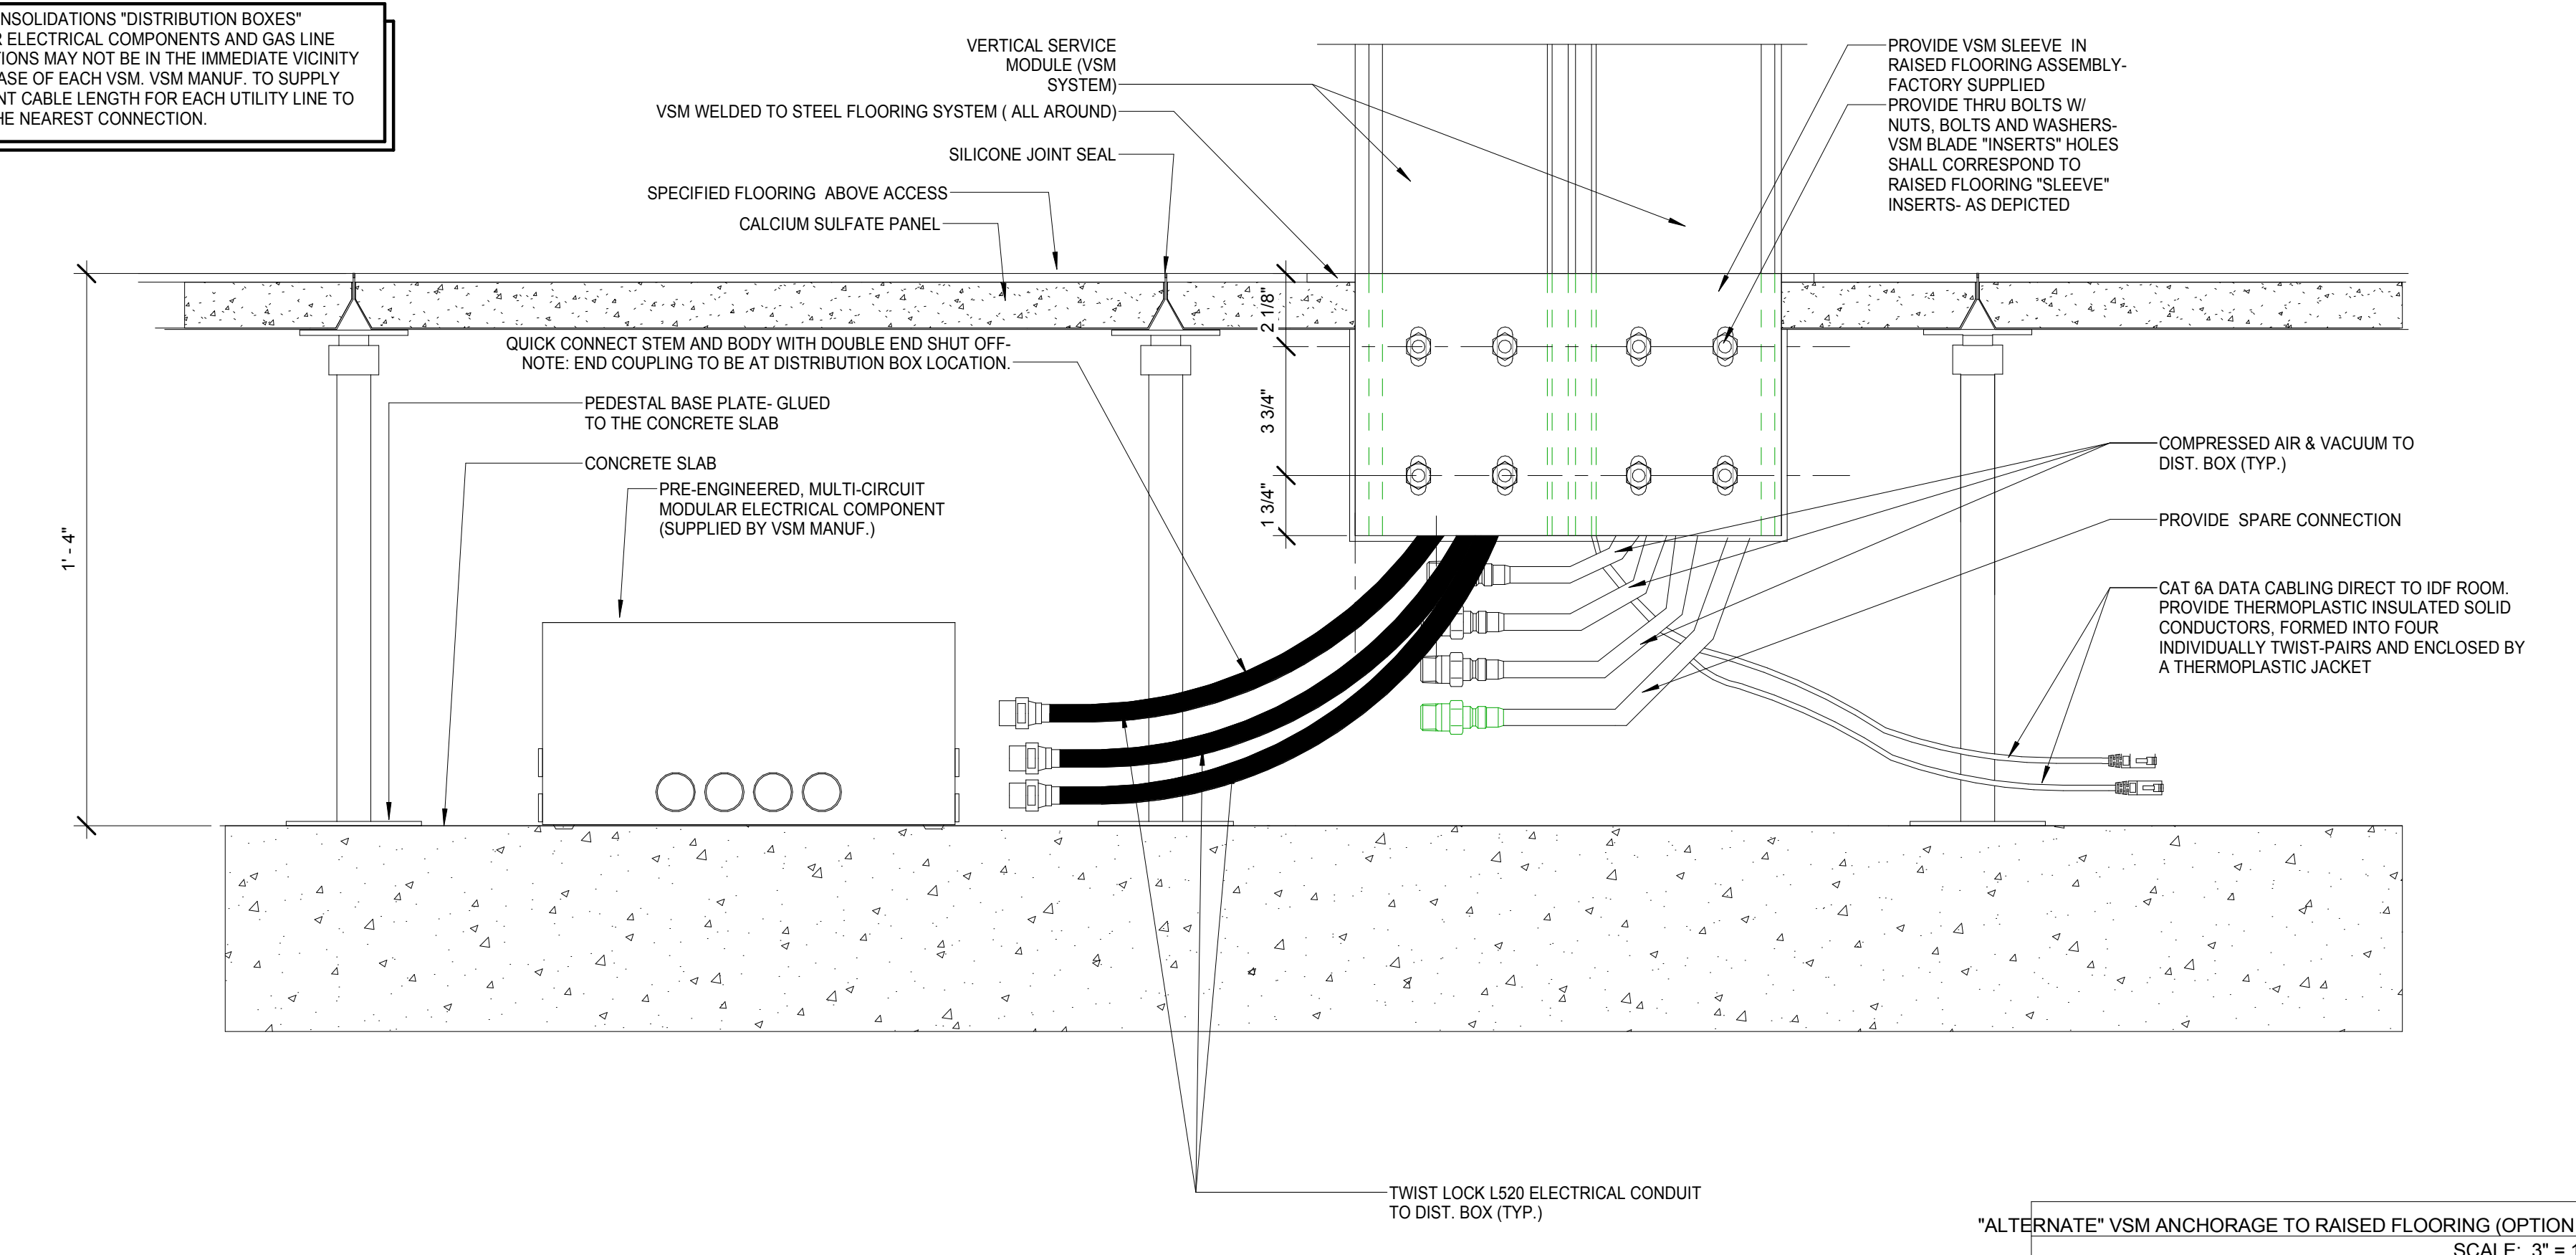 NSOLIDATIONS "DISTRIBUTION BOXES"
R ELECTRICAL COMPONENTS AND GAS LINE
TIONS MAY NOT BE IN THE IMMEDIATE VICINITY
ASE OF EACH VSM. VSM MANUF. TO SUPPLY
NT CABLE LENGTH FOR EACH UTILITY LINE TO
HE NEAREST CONNECTION.
VERTICAL SERVICE
MODULE (VSM
SYSTEM)
VSM WELDED TO STEEL FLOORING SYSTEM ( ALL AROUND)
SILICONE JOINT SEAL
SPECIFIED FLOORING ABOVE ACCESS
CALCIUM SULFATE PANEL
PROVIDE VSM SLEEVE IN
RAISED FLOORING ASSEMBLY-
FACTORY SUPPLIED
PROVIDE THRU BOLTS W/
NUTS, BOLTS AND WASHERS-
VSM BLADE "INSERTS" HOLES
SHALL CORRESPOND TO
RAISED FLOORING "SLEEVE"
INSERTS- AS DEPICTED
2 1/8"
3 3/4"
1 3/4"
1' - 4"
QUICK CONNECT STEM AND BODY WITH DOUBLE END SHUT OFF-
NOTE: END COUPLING TO BE AT DISTRIBUTION BOX LOCATION.
PEDESTAL BASE PLATE- GLUED
TO THE CONCRETE SLAB
CONCRETE SLAB
PRE-ENGINEERED, MULTI-CIRCUIT
MODULAR ELECTRICAL COMPONENT
(SUPPLIED BY VSM MANUF.)
COMPRESSED AIR & VACUUM TO
DIST. BOX (TYP.)
PROVIDE SPARE CONNECTION
CAT 6A DATA CABLING DIRECT TO IDF ROOM.
PROVIDE THERMOPLASTIC INSULATED SOLID
CONDUCTORS, FORMED INTO FOUR
INDIVIDUALLY TWIST-PAIRS AND ENCLOSED BY
A THERMOPLASTIC JACKET
TWIST LOCK L520 ELECTRICAL CONDUIT
TO DIST. BOX (TYP.)
"ALTERNATE" VSM ANCHORAGE TO RAISED FLOORING (OPTION
SCALE: 3" = 1